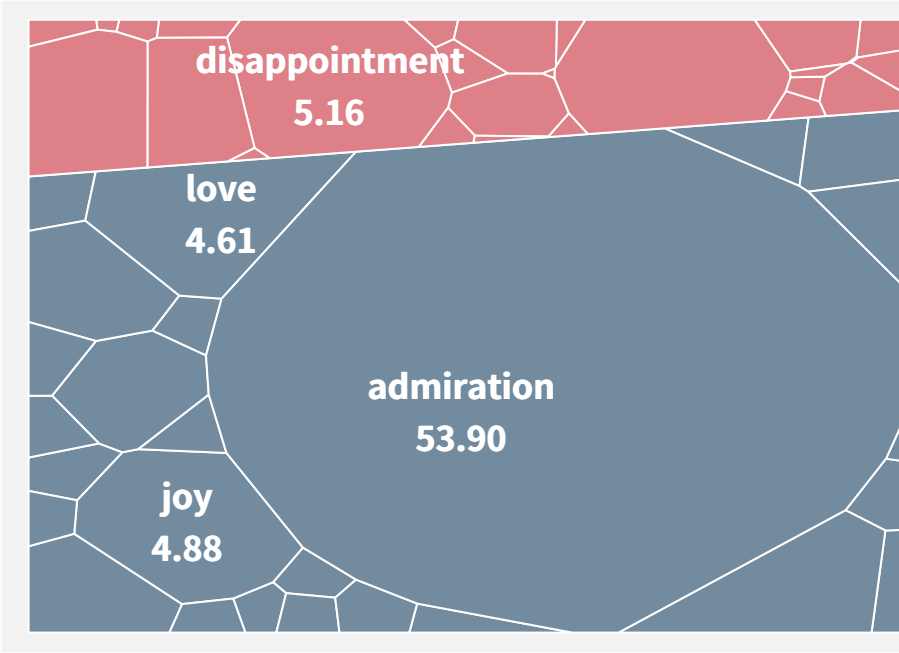 disappointment
5.16
love
4.61
admiration
53.90
joy
4.88